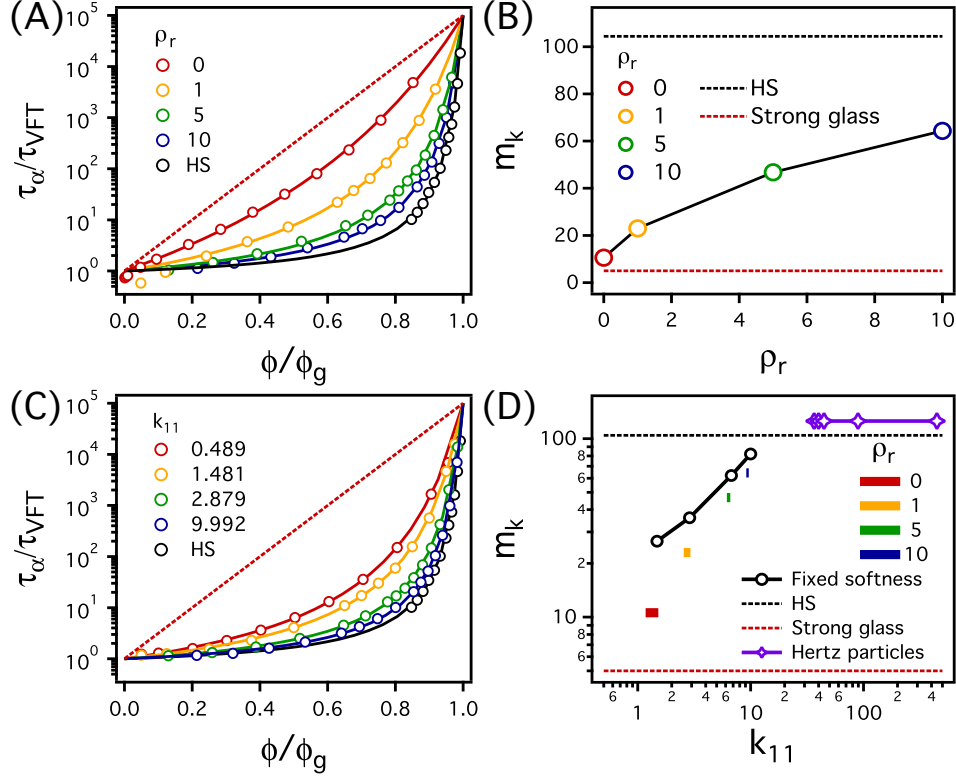 (A)
τα/τVFT
10^5
10^4
10^3
10^2
10^1
10^0
ρr
0
1
5
10
HS
0.0 0.2 0.4 0.6 0.8 1.0
ϕ/ϕg
(B)
mk
100
80
60
40
20
0
ρr
0
1
5
10
HS
Strong glass
0 2 4 6 8 10
ρr
(C)
τα/τVFT
10^5
10^4
10^3
10^2
10^1
10^0
k11
0.489
1.481
2.879
9.992
HS
0.0 0.2 0.4 0.6 0.8 1.0
ϕ/ϕg
(D)
mk
100
8
6
4
2
10
8
6
ρr
0
1
5
10
Fixed softness
HS
Strong glass
Hertz particles
6 1 2 4 6 10 2 4 6 100 2 4
k11